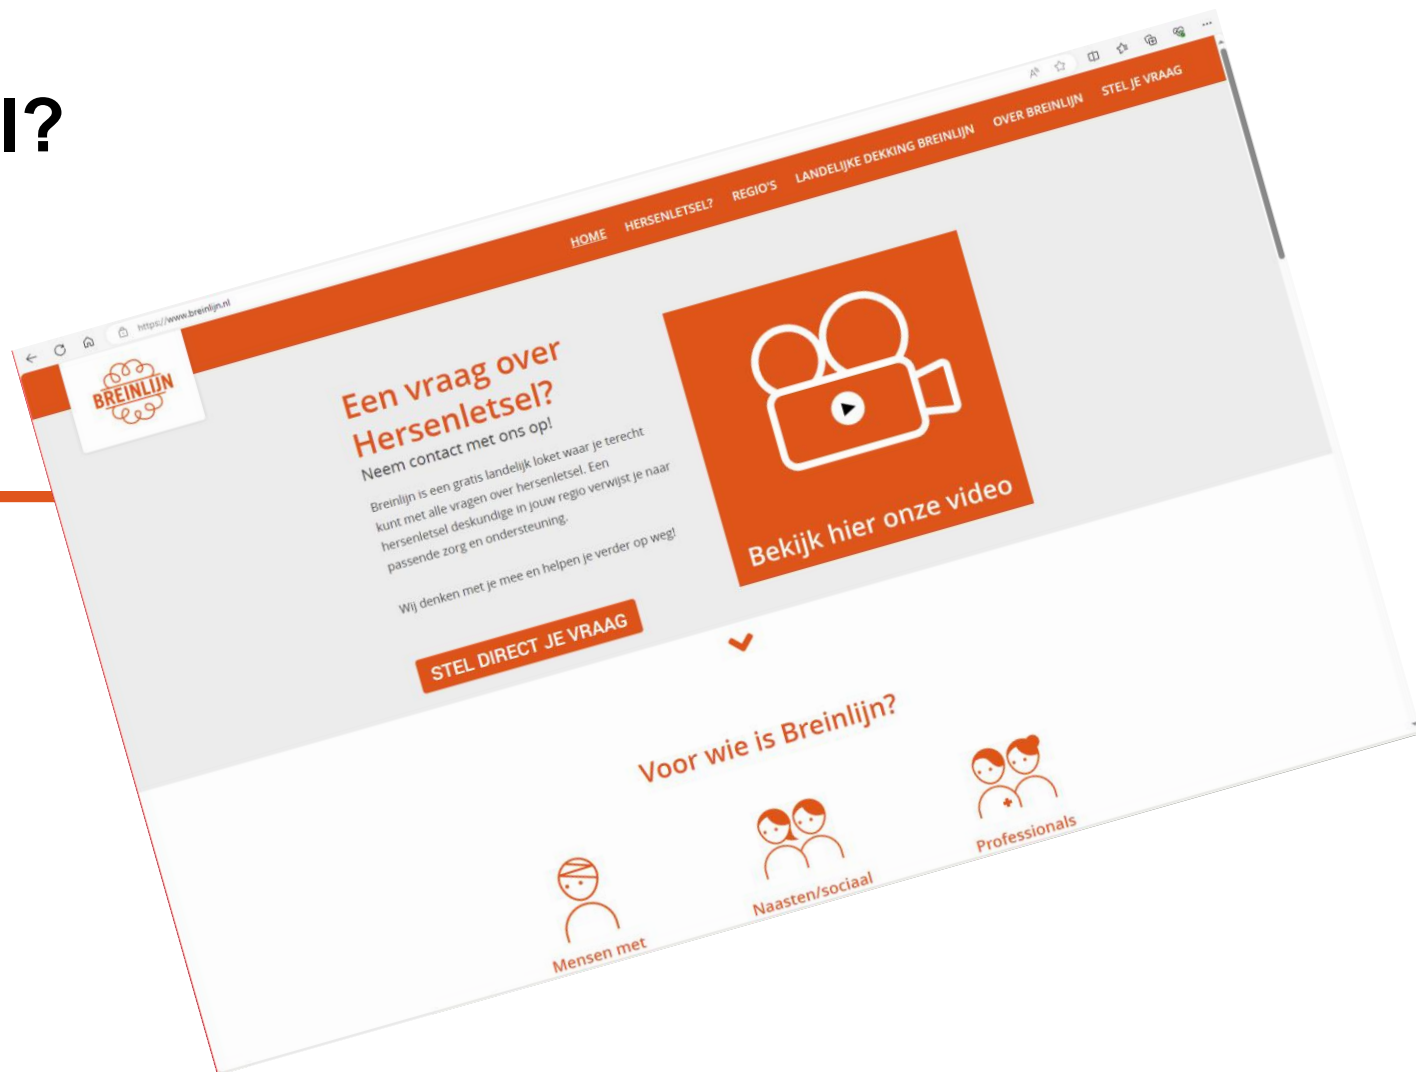 l?
https://www.breinlijn.nl
HOME HERSENLETSEL? REGIO'S LANDELIJKE DEKKING BREINLIJN OVER BREINLIJN STEL JE VRAAG
BREINLIJN
Een vraag over
Hersenletsel?
Neem contact met ons op!
Breinlijn is een gratis landelijk loket waar je terecht
kunt met alle vragen over hersenletsel. Een
hersenletsel deskundige in jouw regio verwijst je naar
passende zorg en ondersteuning.
Wij denken met je mee en helpen je verder op weg!
STEL DIRECT JE VRAAG
Bekijk hier onze video
Voor wie is Breinlijn?
Mensen met
Naasten/sociaal
Professionals